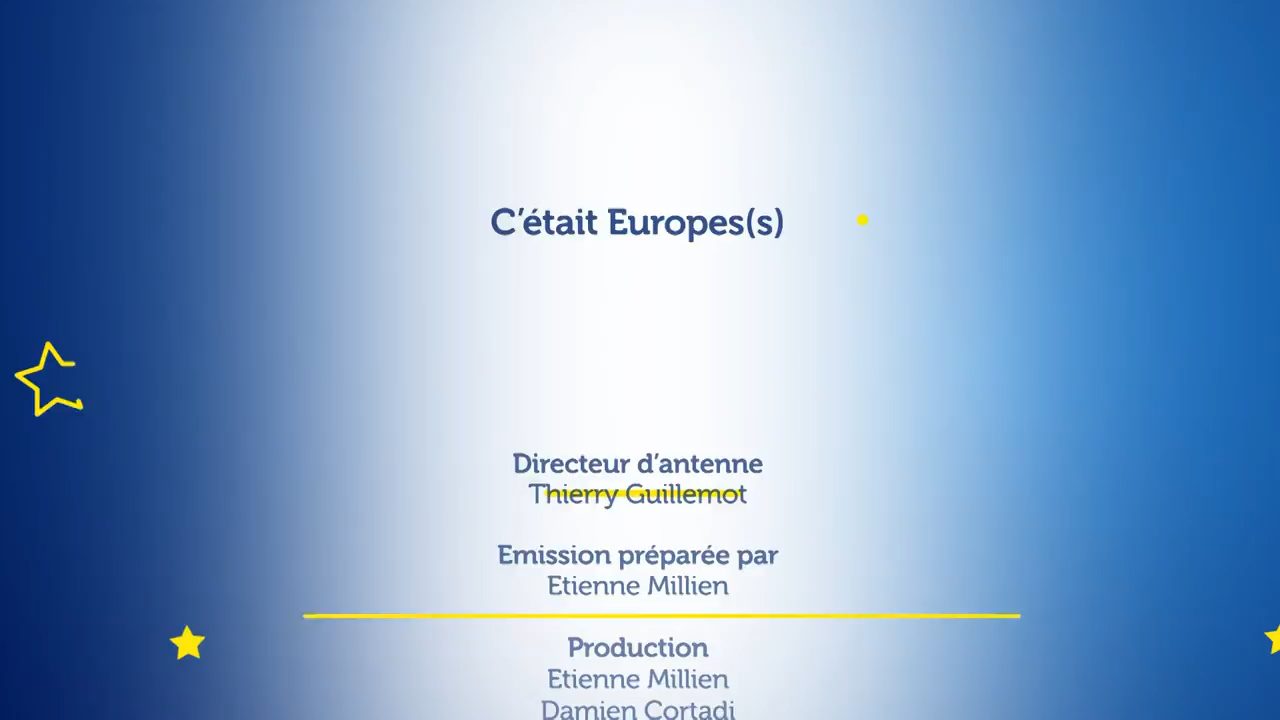 C'était Europes(s)
Directeur d'antenne
Thierry Guillemot
Emission préparée par
Etienne Millien
Production
Etienne Millien
Damien Cortadi